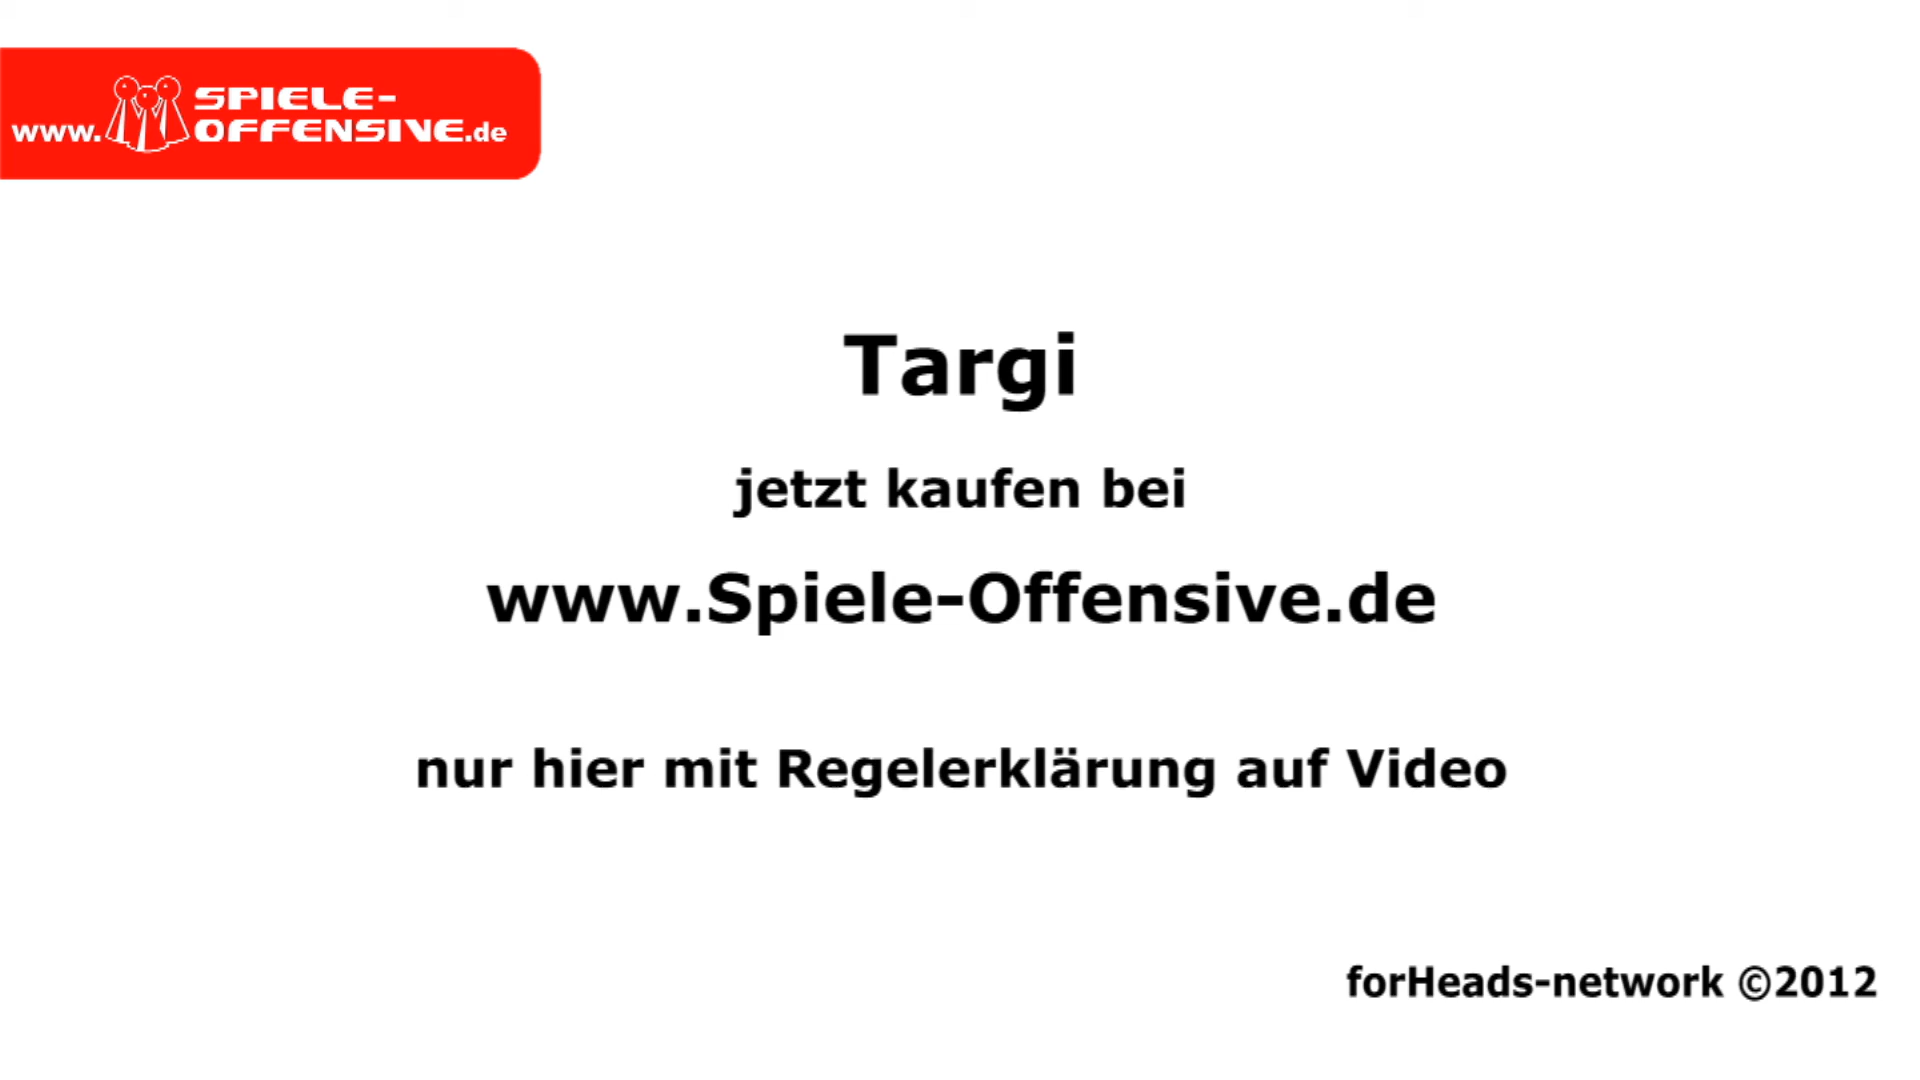 www. SPIELE-
OFFENSIVE.de
Targi
jetzt kaufen bei
www.Spiele-Offensive.de
nur hier mit Regelerklärung auf Video
forHeads-network ©2012